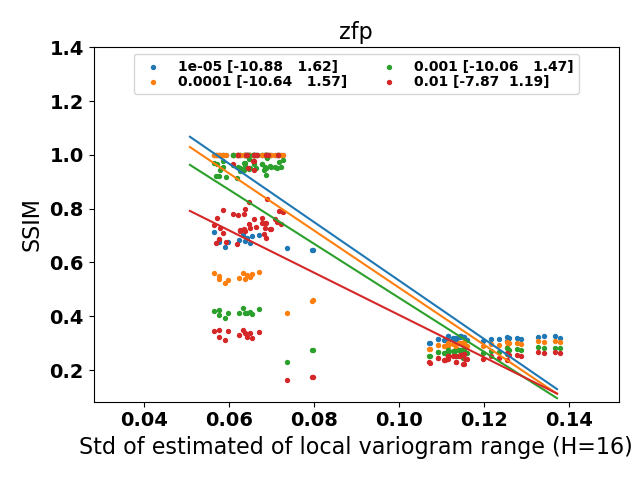 zfp
1e-05 [-10.88 1.62]
0.0001 [-10.64 1.57]
0.001 [-10.06 1.47]
0.01 [-7.87 1.19]
SSIM
1.4
1.2
1.0
0.8
0.6
0.4
0.2
0.04 0.06 0.08 0.10 0.12 0.14
Std of estimated of local variogram range (H=16)